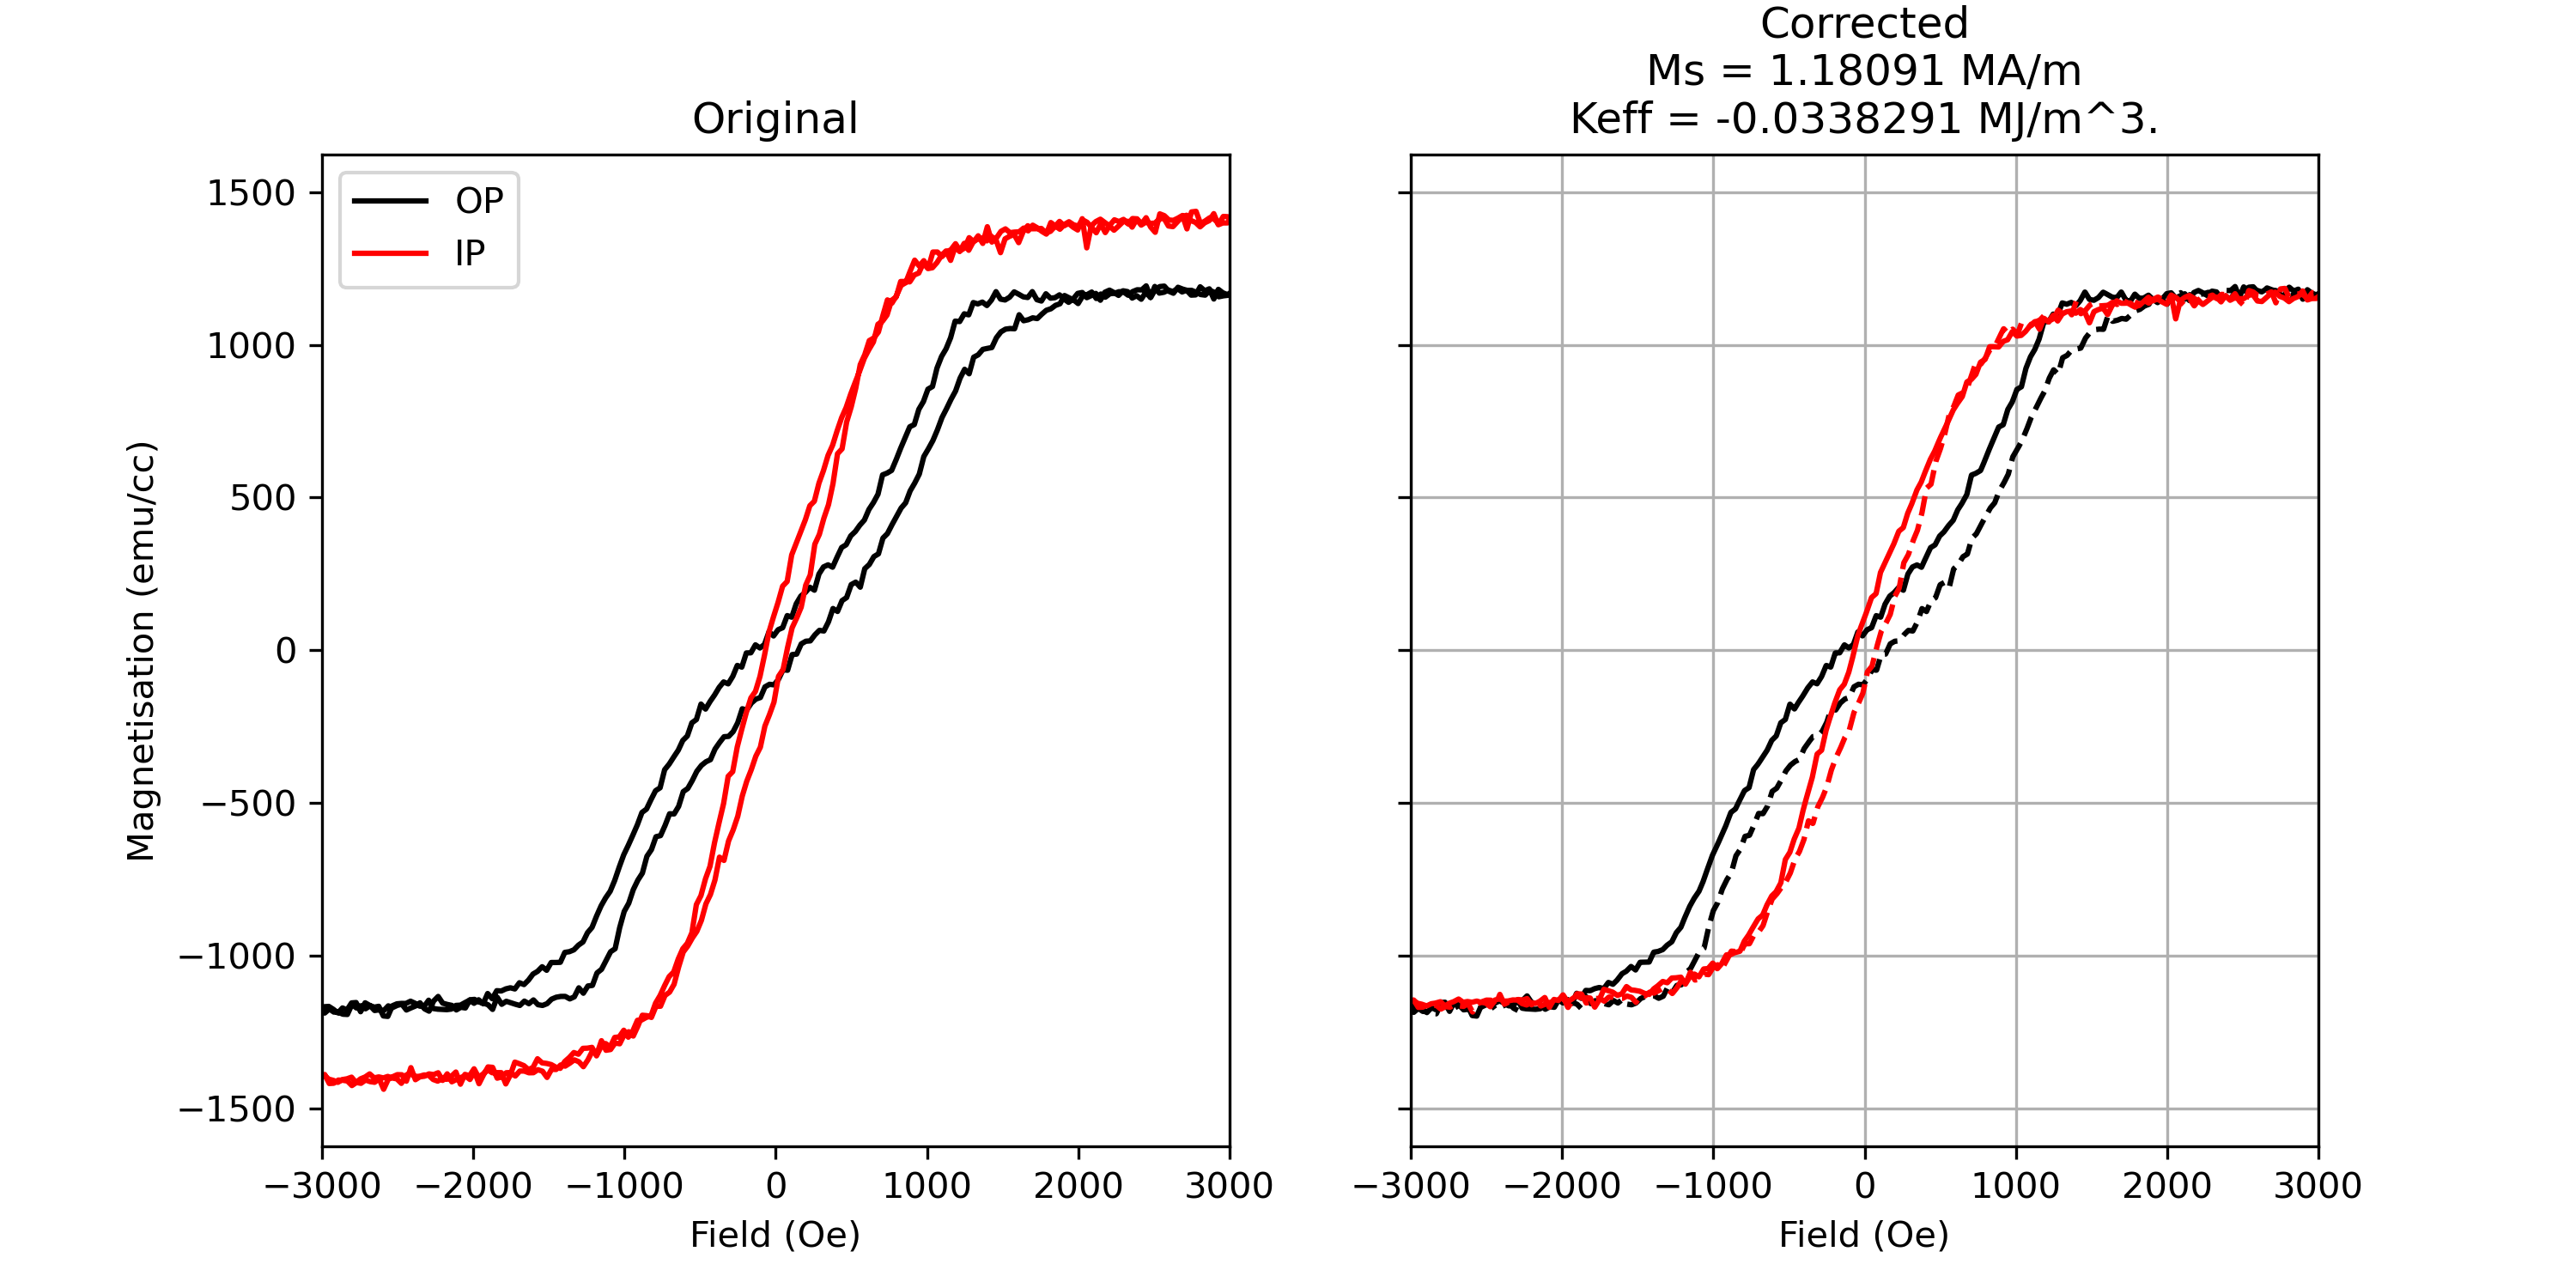 Original
OP
IP
1500
1000
500
0
−500
−1000
−1500
Magnetisation (emu/cc)
−3000 −2000 −1000 0 1000 2000 3000
Field (Oe)
Corrected
Ms = 1.18091 MA/m
Keff = -0.0338291 MJ/m^3.
−3000 −2000 −1000 0 1000 2000 3000
Field (Oe)